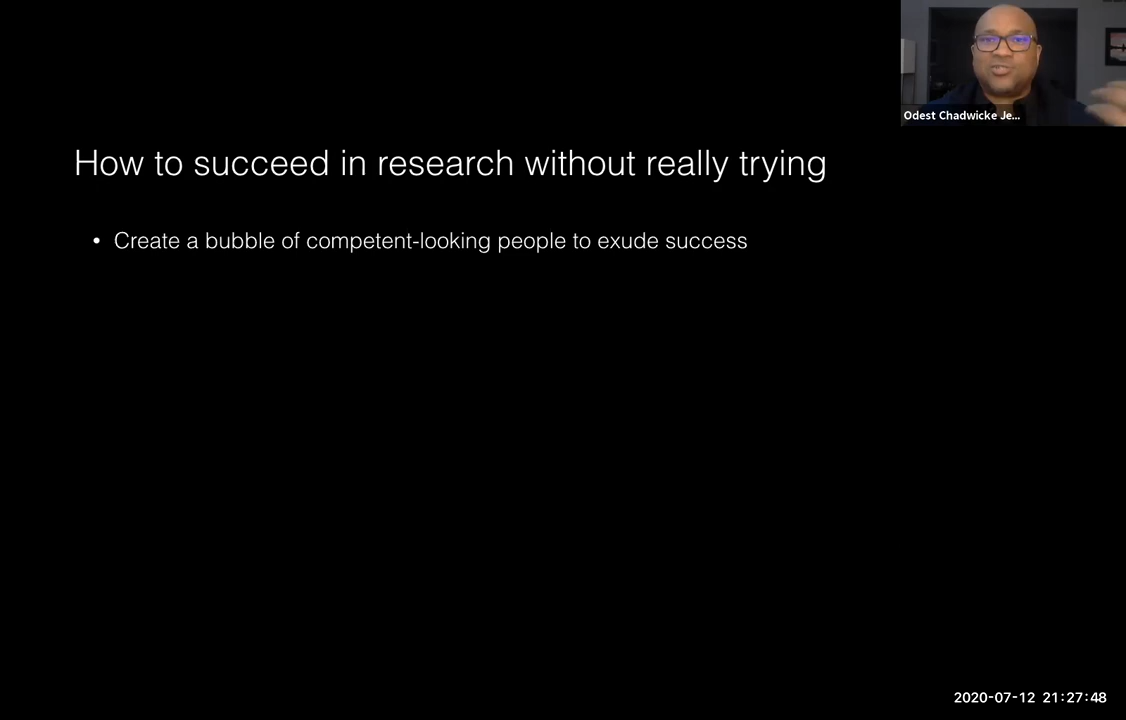 Odest Chadwicke Je...
How to succeed in research without really trying
• Create a bubble of competent-looking people to exude success
2020-07-12 21:27:48